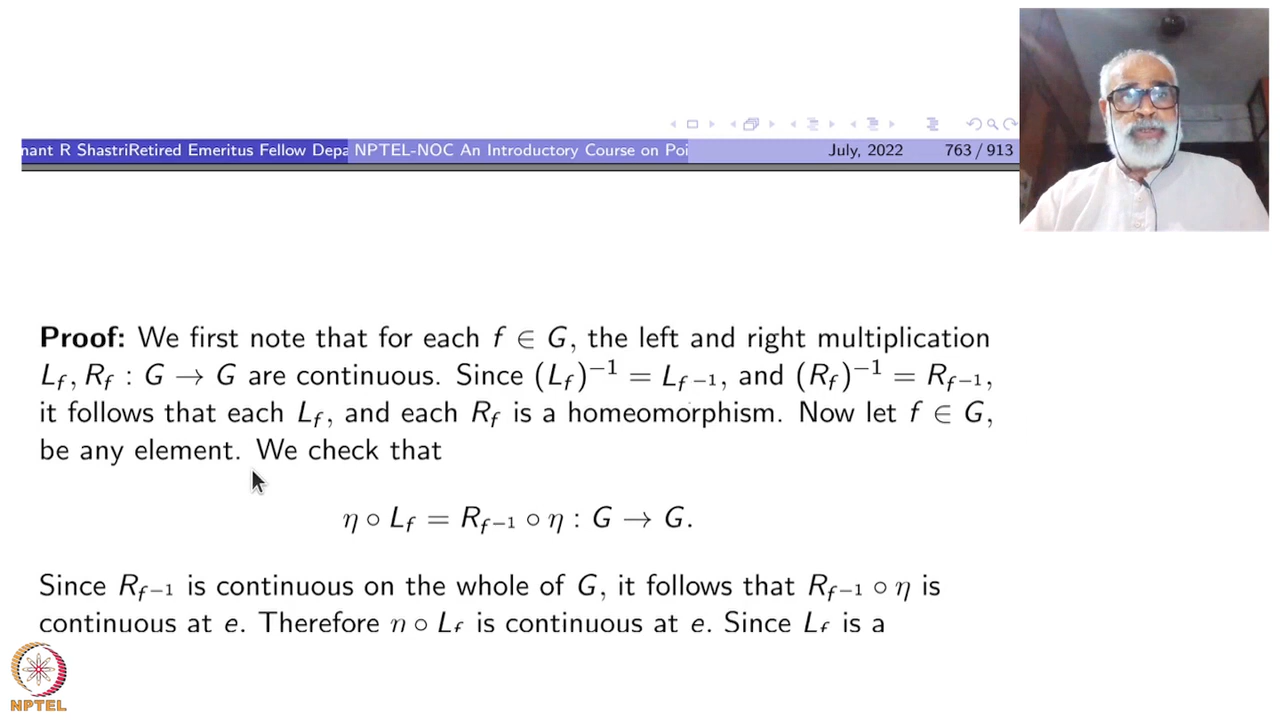 nant R ShastriRetired Emeritus Fellow Depa NPTEL-NOC An Introductory Course on Poi July, 2022 763 / 913
Proof: We first note that for each f ∈ G, the left and right multiplication
L_f, R_f : G → G are continuous. Since (L_f)⁻¹ = L_{f⁻¹}, and (R_f)⁻¹ = R_{f⁻¹},
it follows that each L_f, and each R_f is a homeomorphism. Now let f ∈ G,
be any element. We check that
η ∘ L_f = R_{f⁻¹} ∘ η : G → G.
Since R_{f⁻¹} is continuous on the whole of G, it follows that R_{f⁻¹} ∘ η is
continuous at e. Therefore η ∘ L_f is continuous at e. Since L_f is a
NPTEL